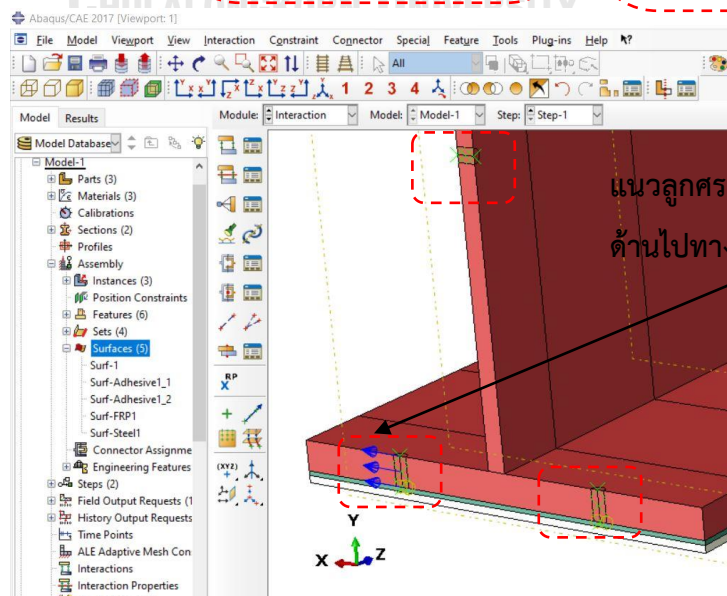 Abaqus/CAE 2017 [Viewport: 1]
File Model Viewport View Interaction Constraint Connector Special Feature Tools Plug-ins Help
All
1 2 3 4
Model Results
Module: Interaction Model: Model-1 Step: Step-1
Model Database
Model-1
Parts (3)
Materials (3)
Calibrations
Sections (2)
Profiles
Assembly
Instances (3)
Position Constraints
Features (6)
Sets (4)
Surfaces (5)
Surf-1
Surf-Adhesive1_1
Surf-Adhesive1_2
Surf-FRP1
Surf-Steel1
Connector Assignme
Engineering Features
Steps (2)
Field Output Requests (1
History Output Requests
Time Points
ALE Adaptive Mesh Con
Interactions
Interaction Properties
RP
(XYZ)
แนวลูกศร
ด้านไปทาง
Y
X Z